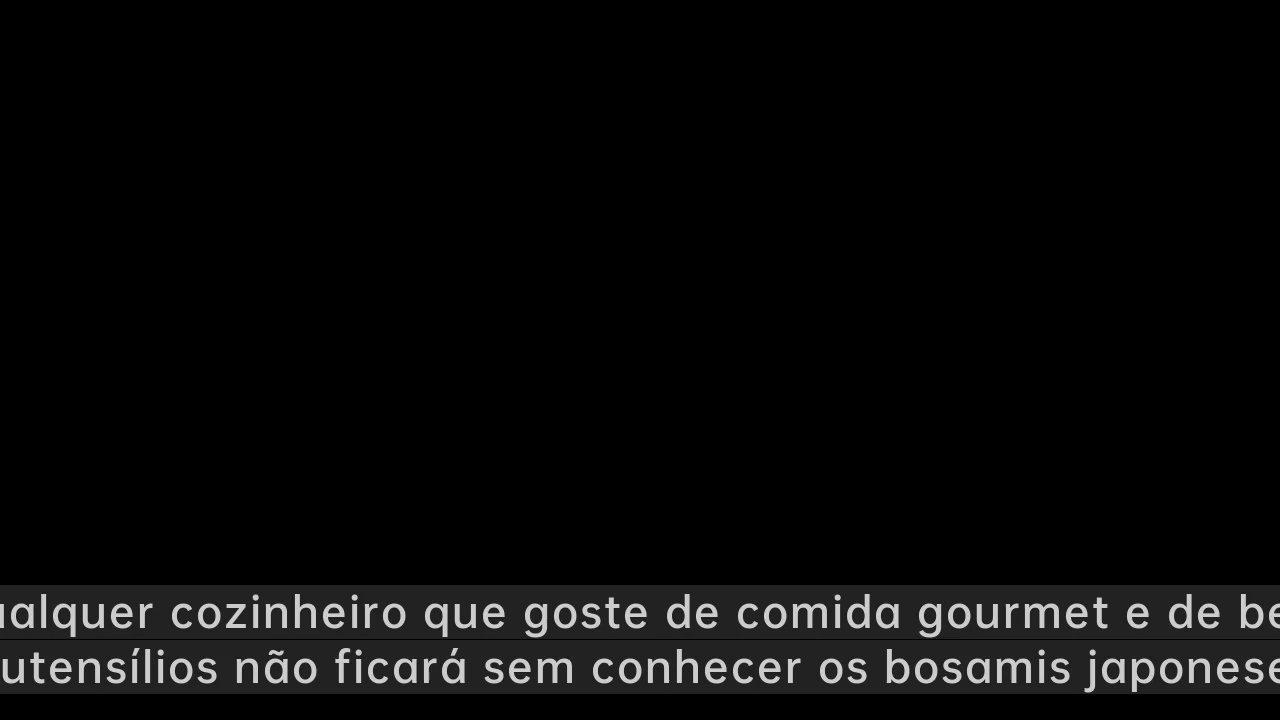 ualquer cozinheiro que goste de comida gourmet e de be
utensílios não ficará sem conhecer os bosamis japonese